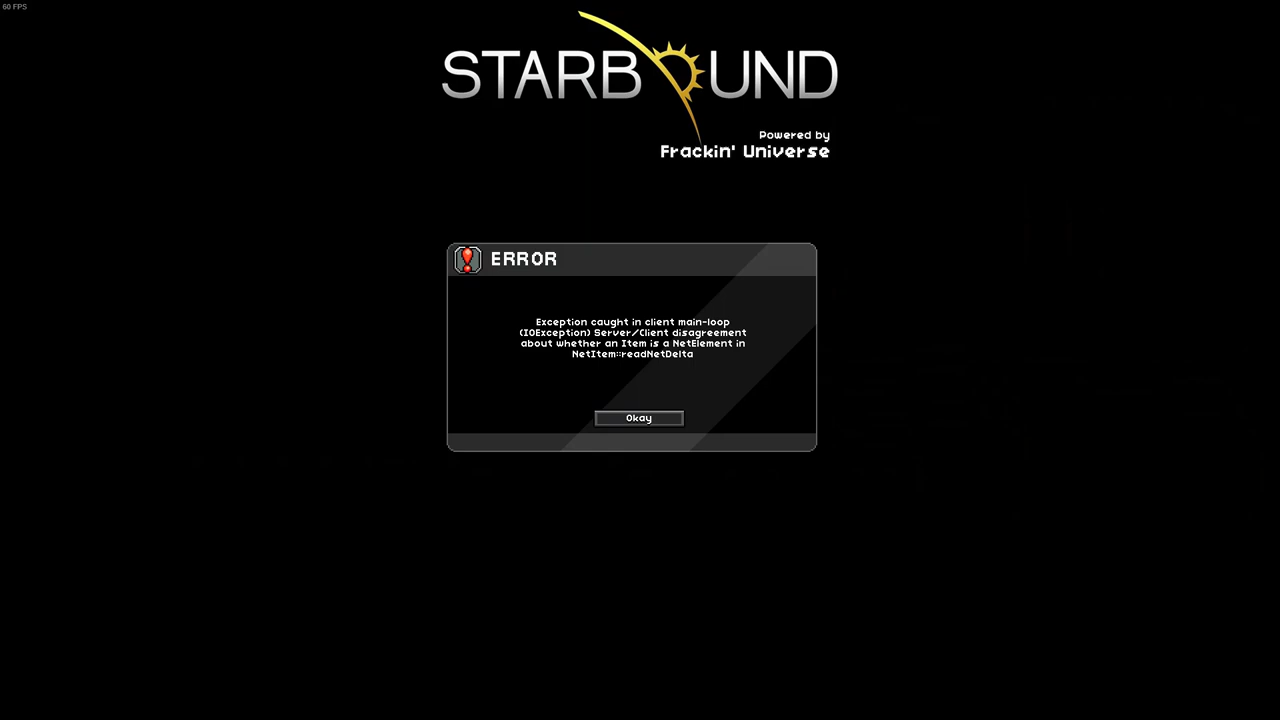 60 FPS
STARBOUND
Powered by
Frackin' Universe
ERROR
Exception caught in client main-loop
(IOException) Server/Client disagreement
about whether an Item is a NetElement in
NetItem::readNetDelta
Okay